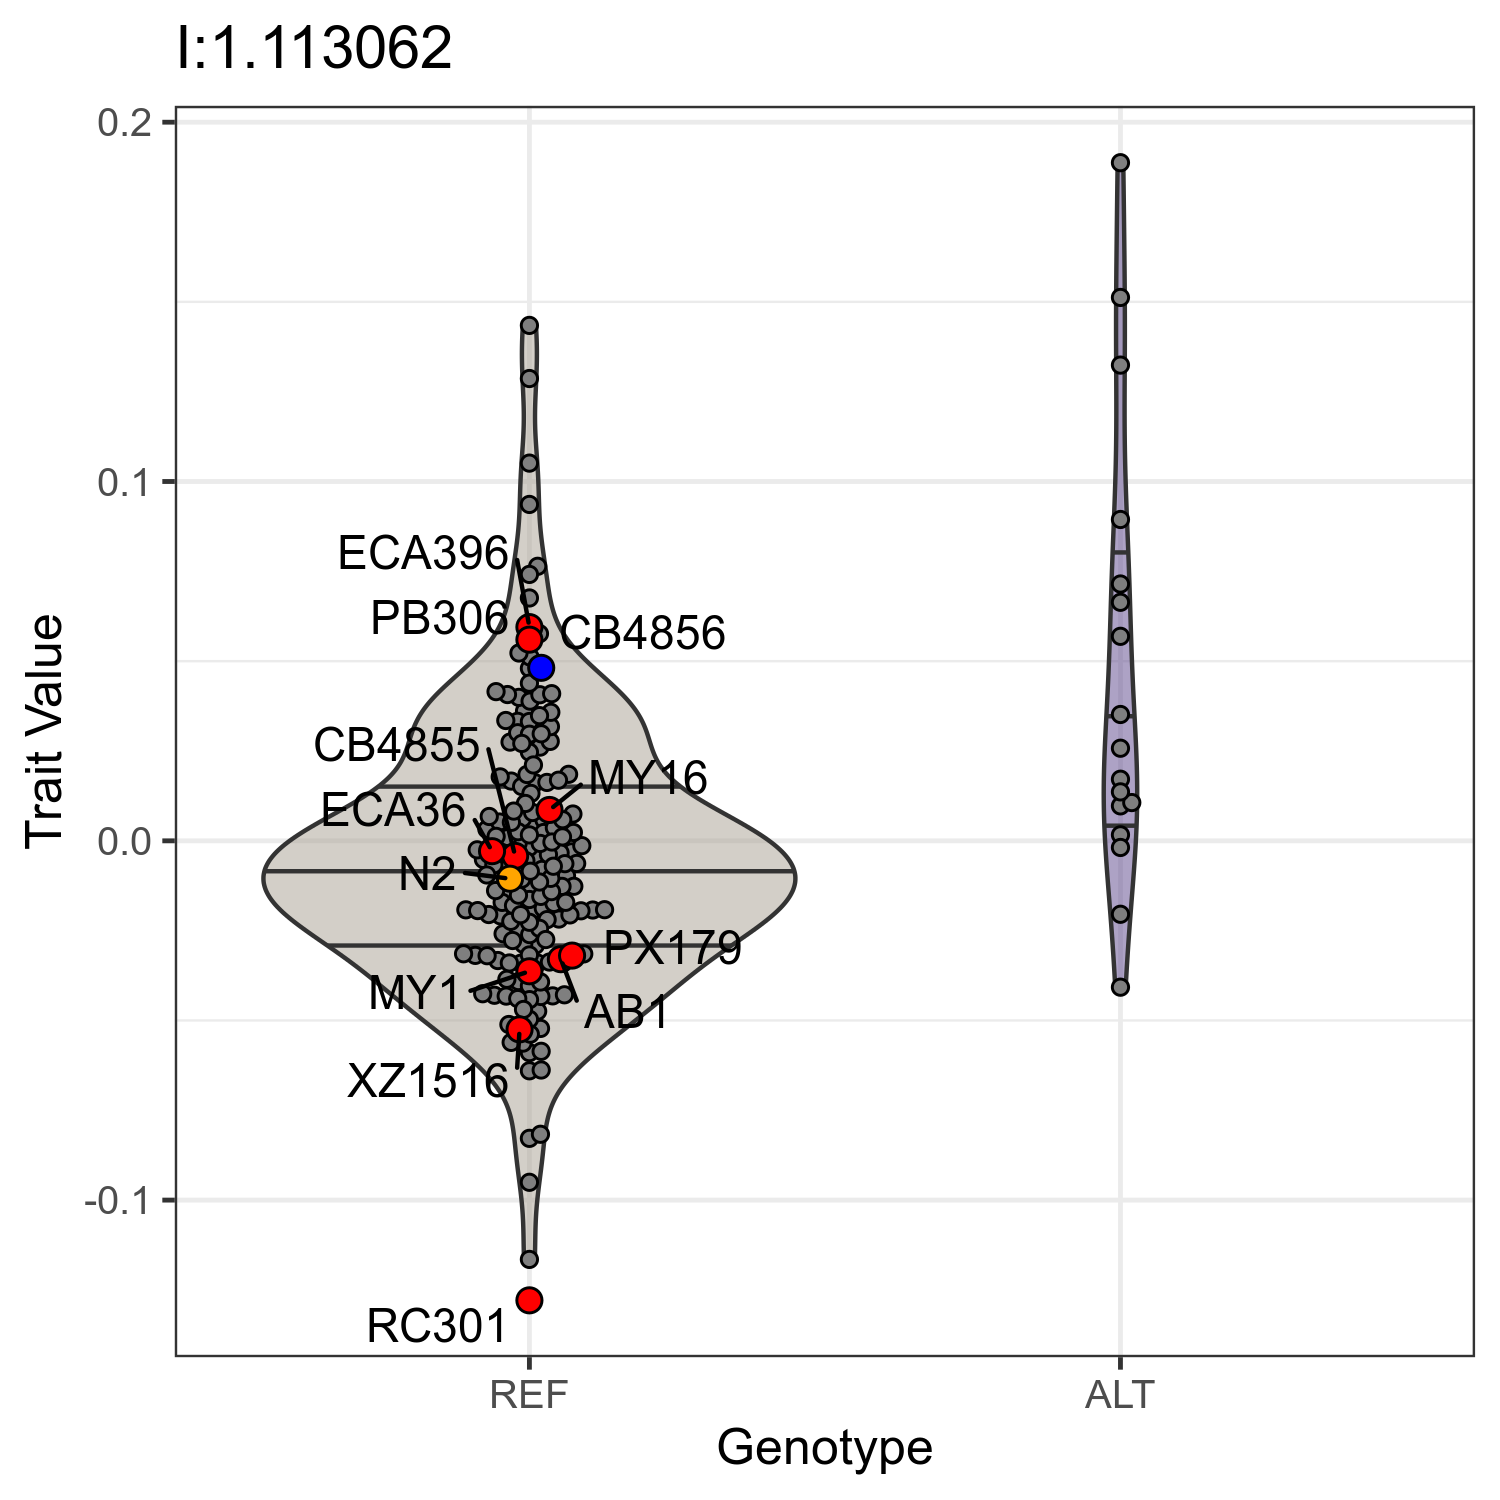 I:1.113062
0.2
0.1
0.0
-0.1
Trait Value
ECA396
PB306
CB4856
CB4855
MY16
ECA36
N2
PX179
MY1
AB1
XZ1516
RC301
REF
ALT
Genotype